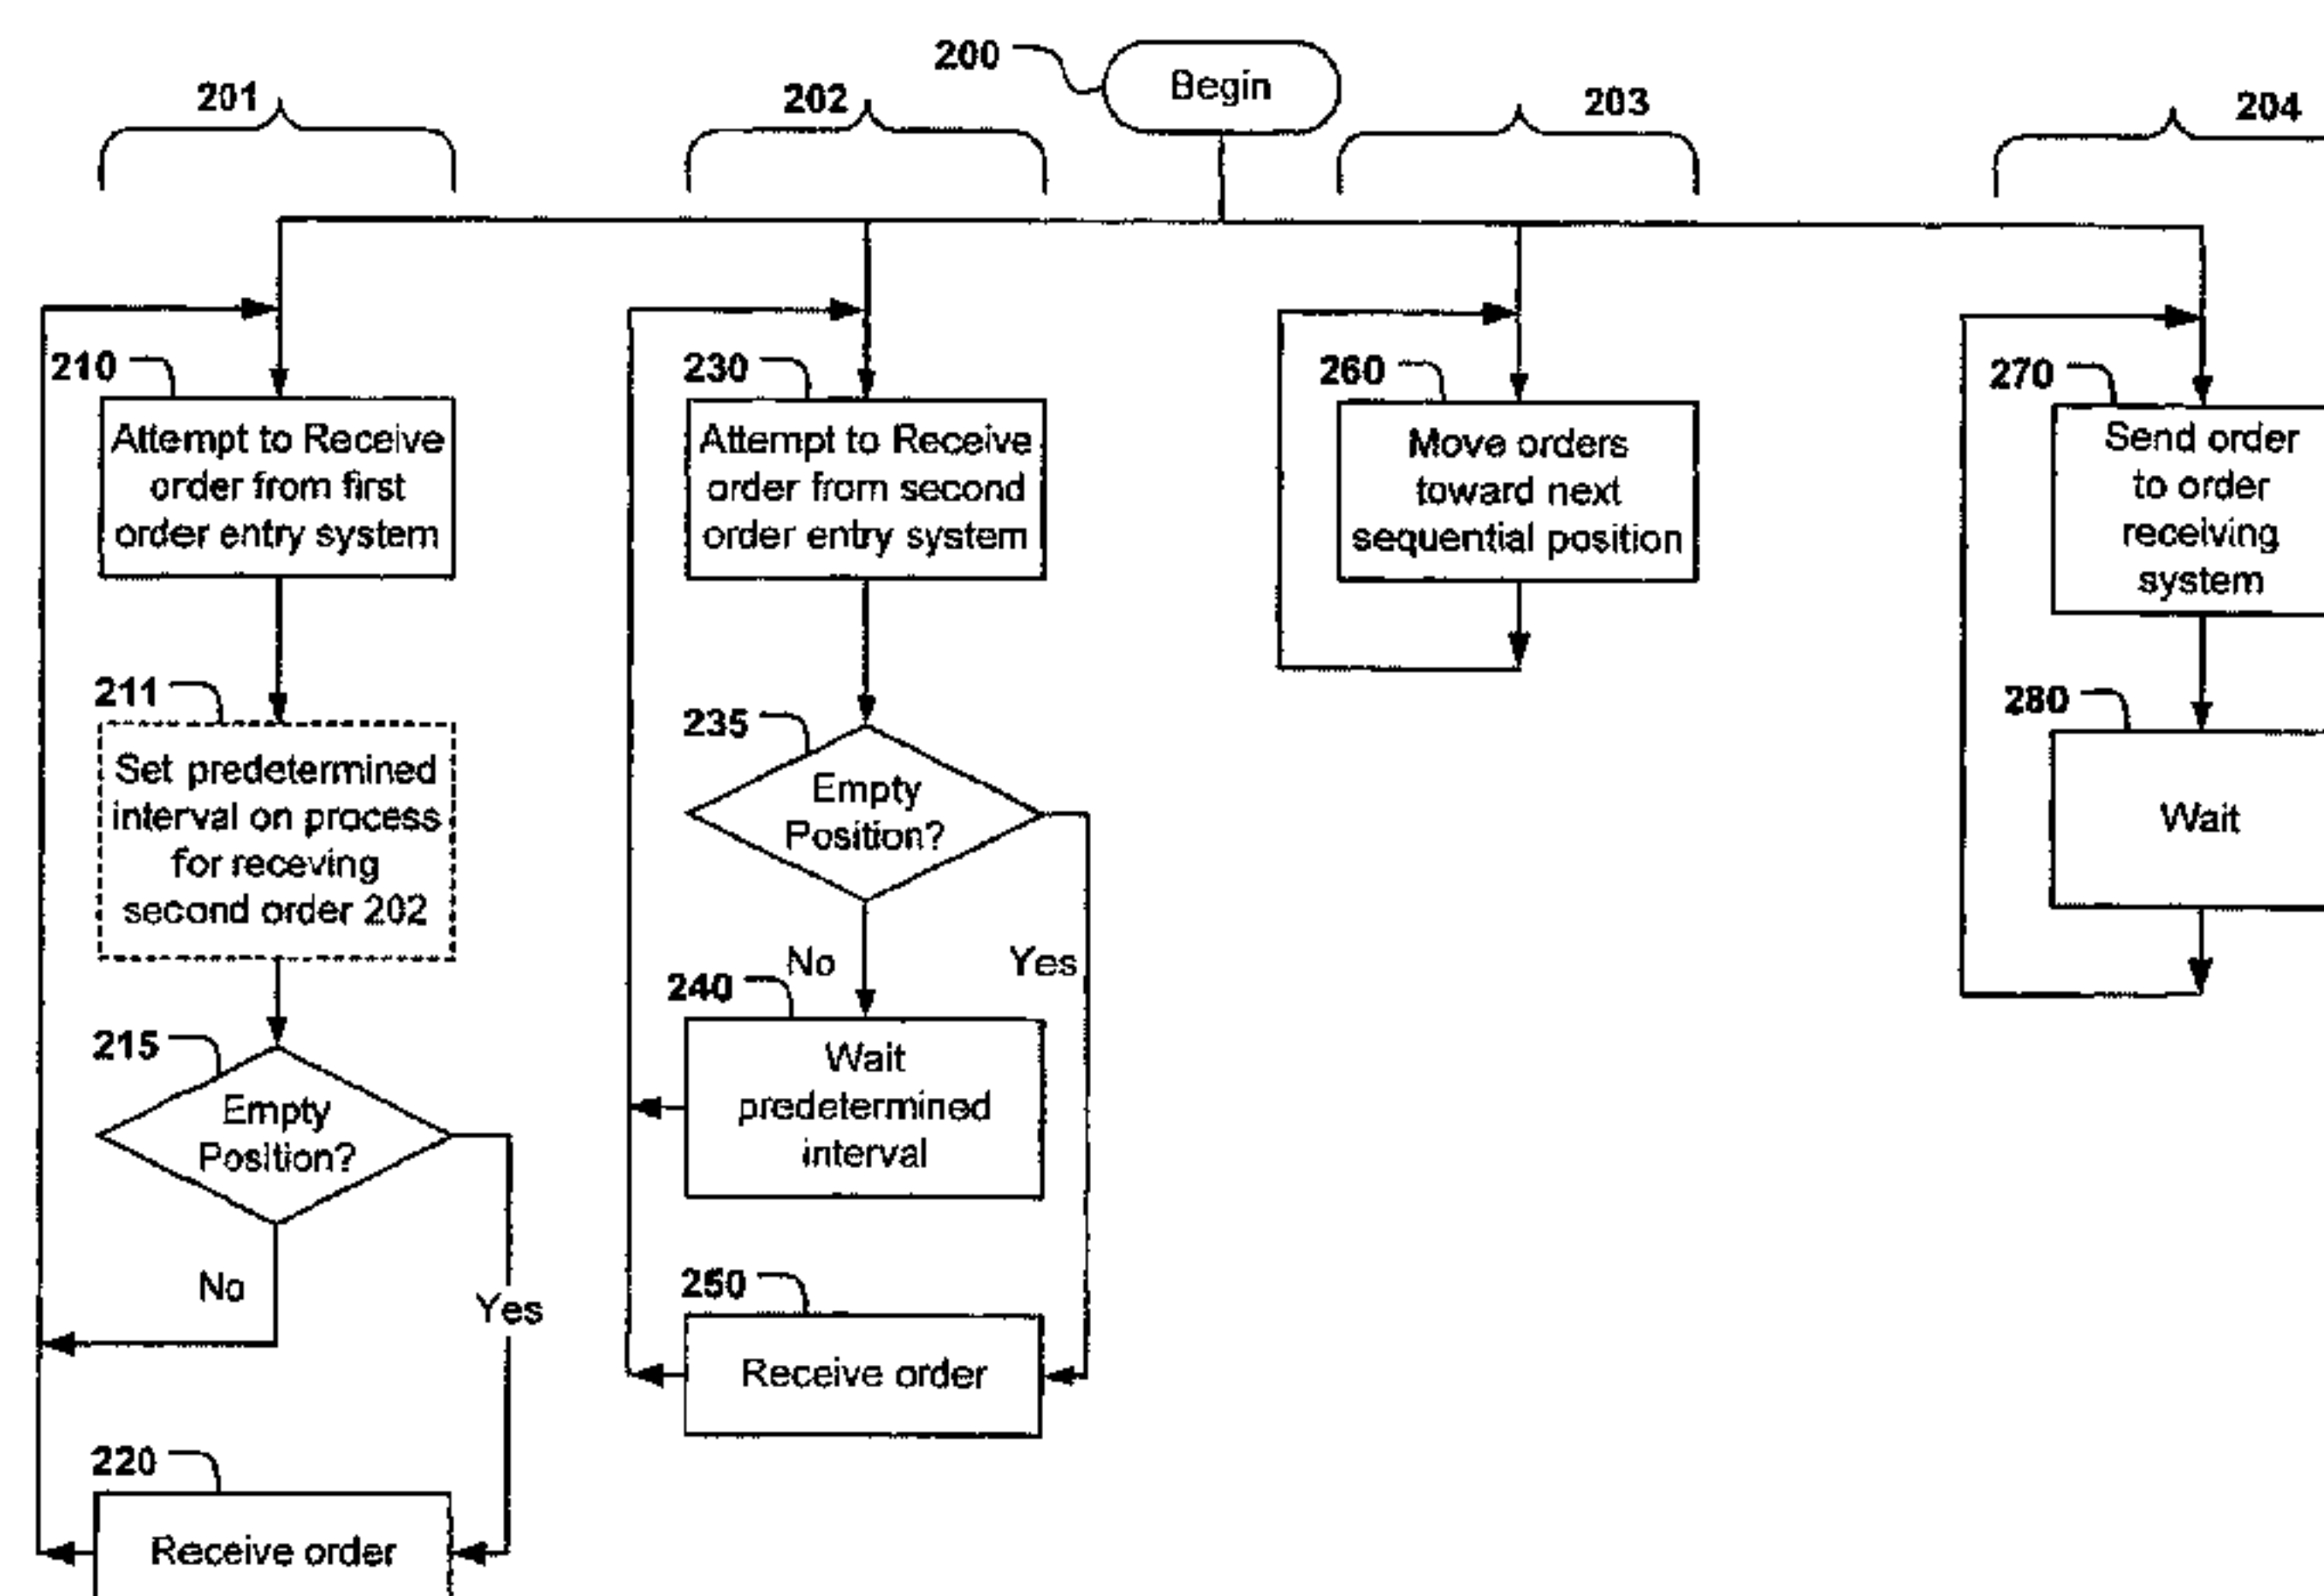 200
Begin
201
202
203
204
210
Attempt to Receive
order from first
order entry system
211
Set predetermined
interval on process
for receving
second order 202
215
Empty
Position?
No
Yes
220
Receive order
230
Attempt to Receive
order from second
order entry system
235
Empty
Position?
No
Yes
240
Wait
predetermined
interval
250
Receive order
260
Move orders
toward next
sequential position
270
Send order
to order
receiving
system
280
Wait